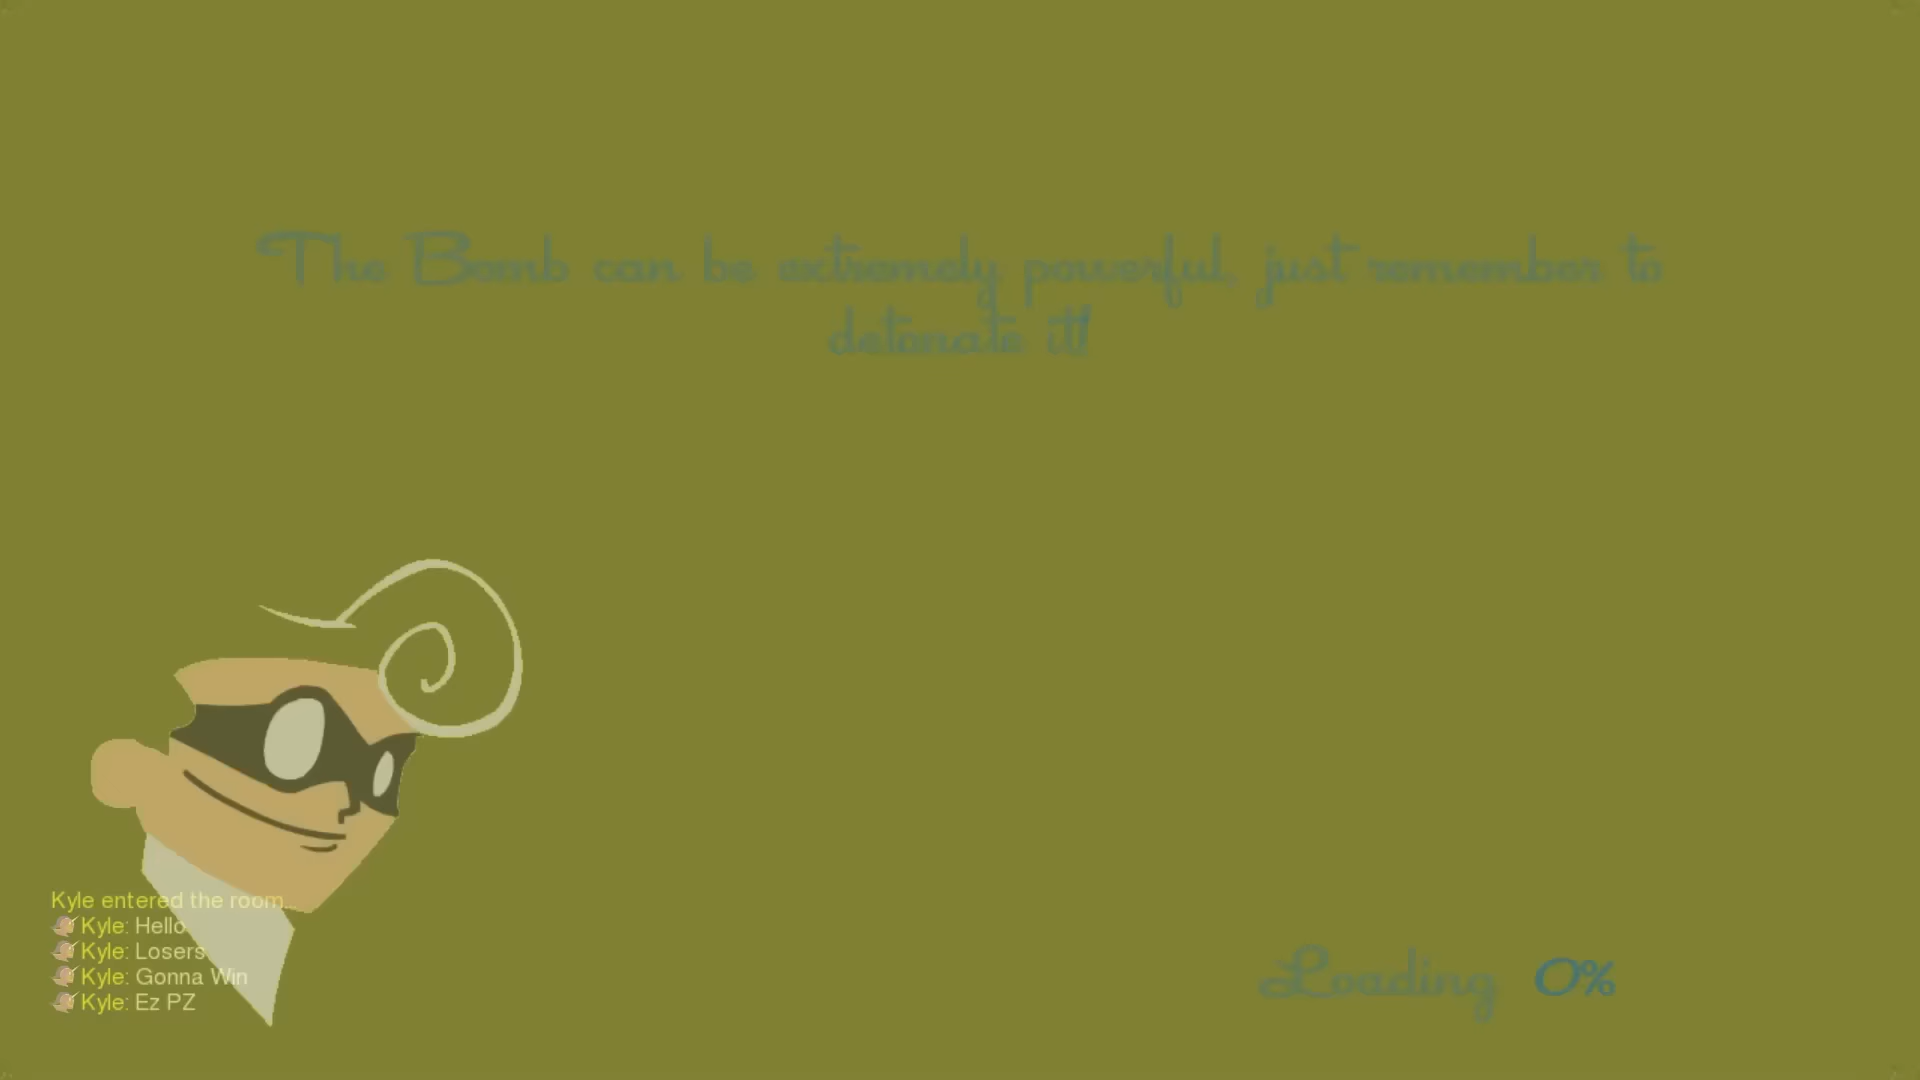 The Bomb can be extremely powerful, just remember to
detonate it!
Kyle entered the room...
Kyle: Hello
Kyle: Losers
Kyle: Gonna Win
Kyle: Ez PZ
Loading 0%